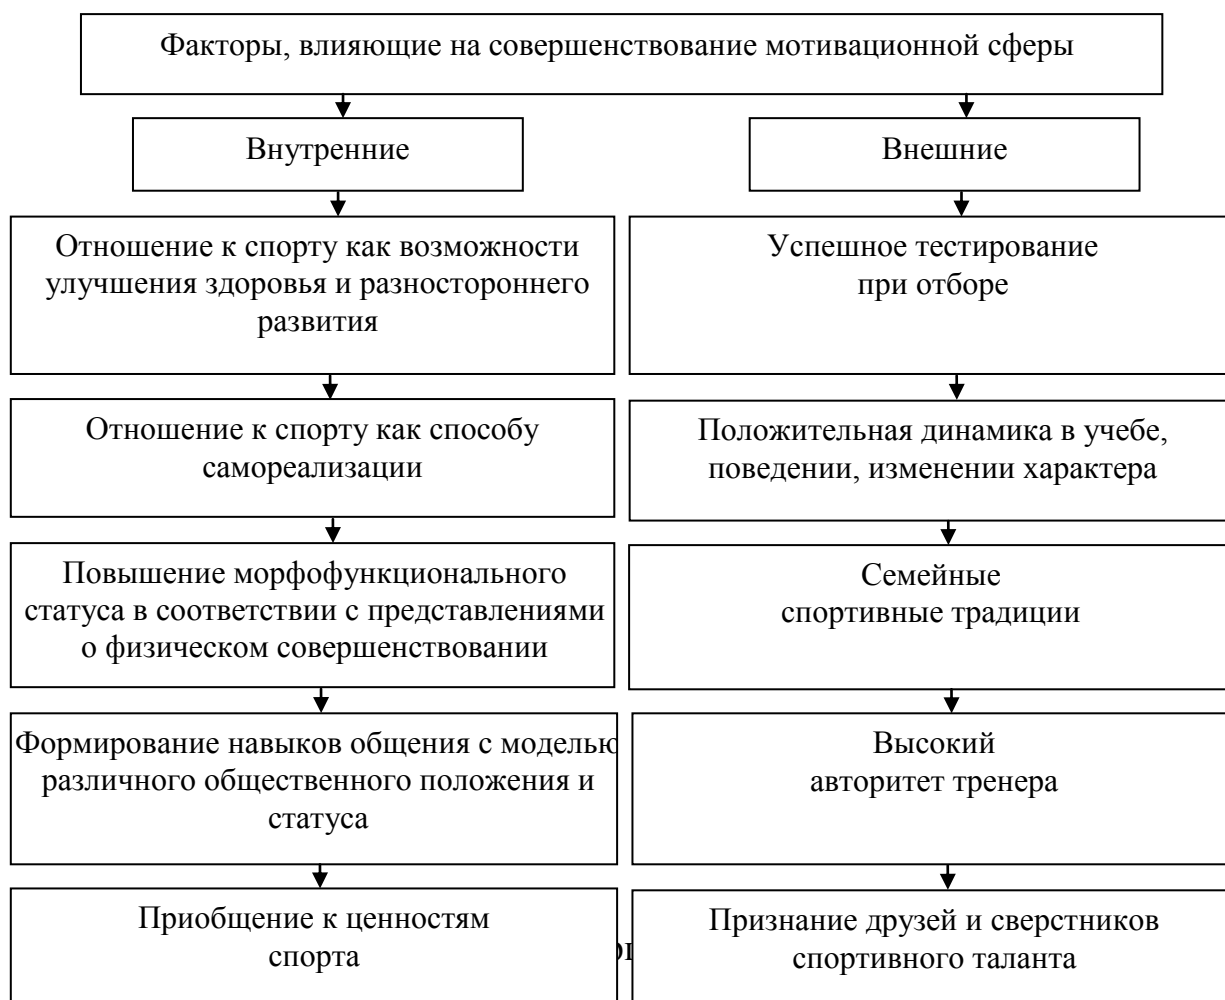 Факторы, влияющие на совершенствование мотивационной сферы
Внутренние
Внешние
Отношение к спорту как возможности
улучшения здоровья и разностороннего
развития
Успешное тестирование
при отборе
Отношение к спорту как способу
самореализации
Положительная динамика в учебе,
поведении, изменении характера
Повышение морфофункционального
статуса в соответствии с представлениями
о физическом совершенствовании
Семейные
спортивные традиции
Формирование навыков общения с моделью
различного общественного положения и
статуса
Высокий
авторитет тренера
Приобщение к ценностям
спорта
Признание друзей и сверстников
спортивного таланта